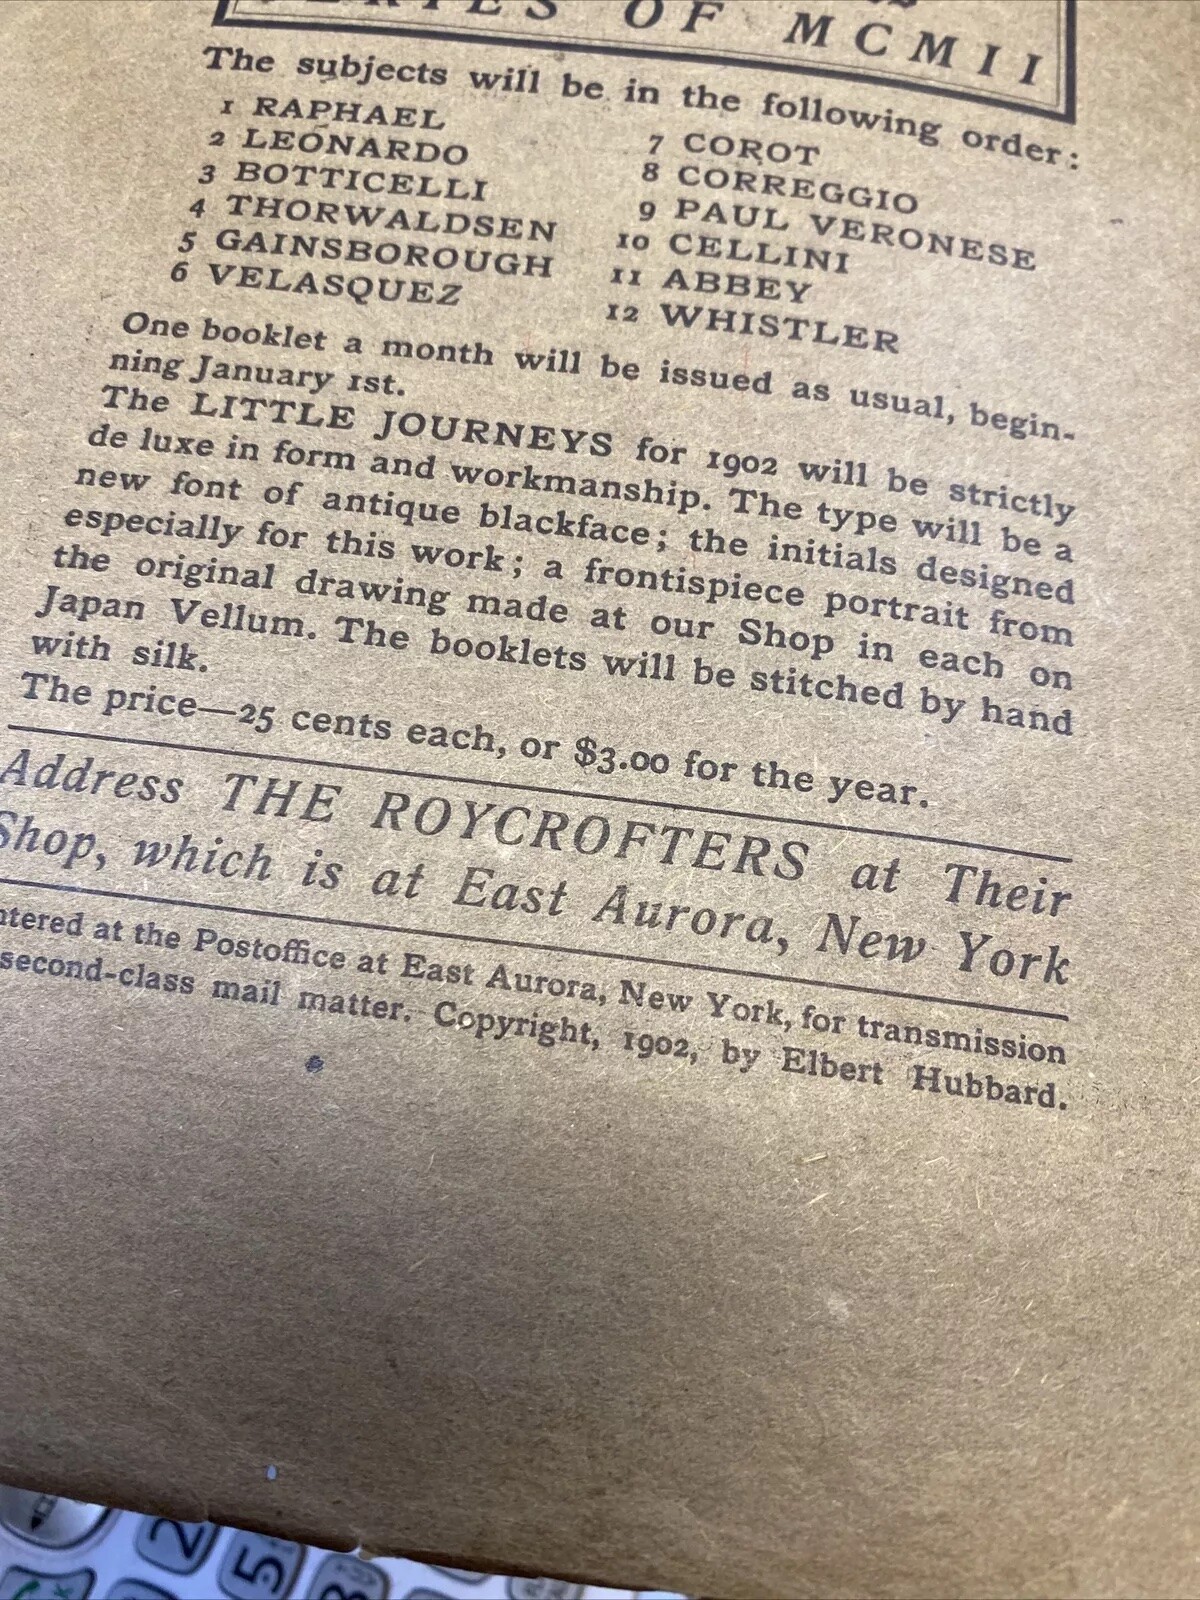 OF MCMII
The subjects will be in the following order:
1 RAPHAEL
2 LEONARDO
3 BOTTICELLI
4 THORWALDSEN
5 GAINSBOROUGH
6 VELASQUEZ
7 COROT
8 CORREGGIO
9 PAUL VERONESE
10 CELLINI
11 ABBEY
12 WHISTLER
One booklet a month will be issued as usual, begin-
ning January 1st.
The LITTLE JOURNEYS for 1902 will be strictly
de luxe in form and workmanship. The type will be a
new font of antique blackface; the initials designed
especially for this work; a frontispiece portrait from
the original drawing made at our Shop in each on
Japan Vellum. The booklets will be stitched by hand
with silk.
The price—25 cents each, or $3.00 for the year.
Address THE ROYCROFTERS at Their
Shop, which is at East Aurora, New York
ntered at the Postoffice at East Aurora, New York, for transmission
second-class mail matter. Copyright, 1902, by Elbert Hubbard.
2
5